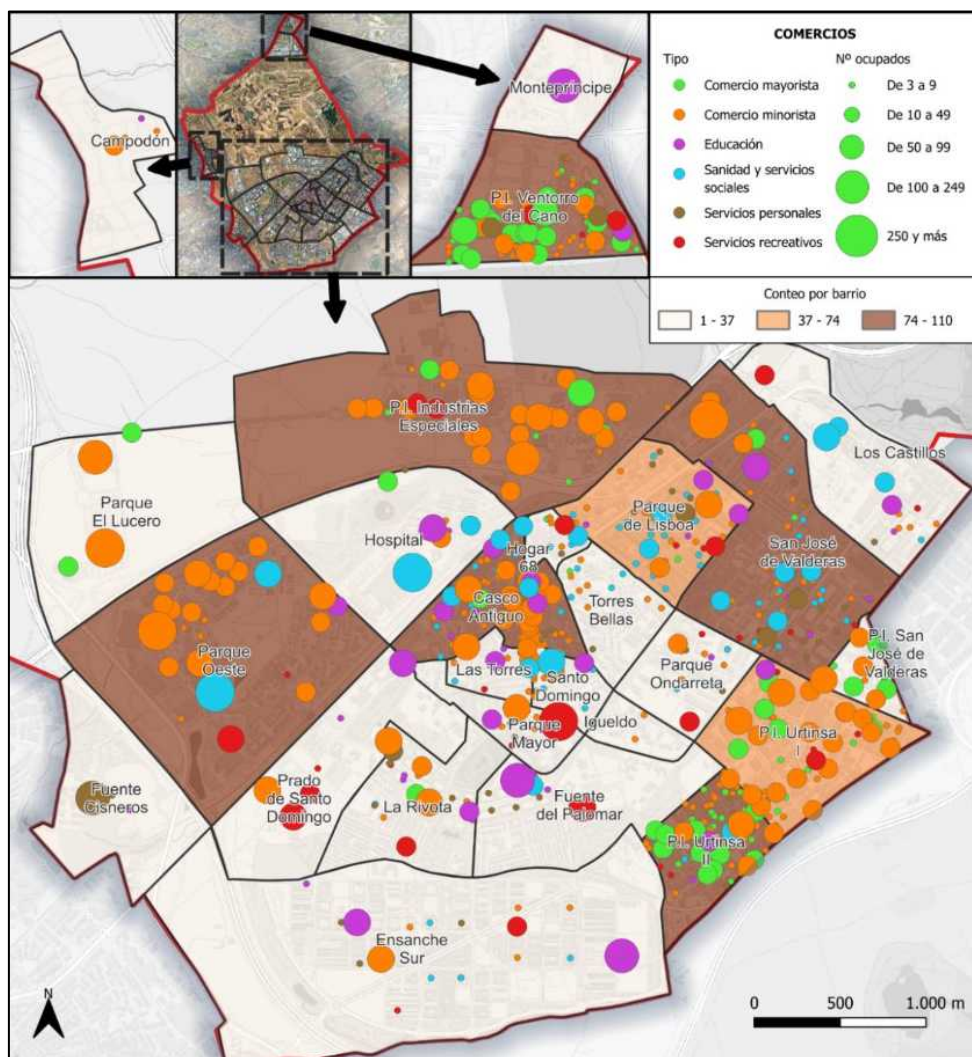 Campodón
Montepríncipe
P.I. Ventorro
del Cano
COMERCIOS
Tipo
Nº ocupados
Comercio mayorista
De 3 a 9
Comercio minorista
De 10 a 49
Educación
De 50 a 99
Sanidad y servicios
sociales
De 100 a 249
Servicios personales
Servicios recreativos
250 y más
Conteo por barrio
1 - 37
37 - 74
74 - 110
P.I. Industrias
Especiales
Los Castillos
Parque
El Lucero
Parque
de Lisboa
Hospital
San José
de Valderas
Hogar
68
Casco
Antiguo
Torres
Bellas
Parque
Oeste
Las Torres
Santo
Domingo
Parque
Ondarreta
P.I. San
José de
Valderas
Parque
Mayor
Igueldo
P.I. Urtinsa
I
Fuente
Cisneros
Prado
de Santo
Domingo
La Rivota
Fuente
del Palomar
P.I. Urtinsa
II
Ensanche
Sur
N
0 500 1.000 m